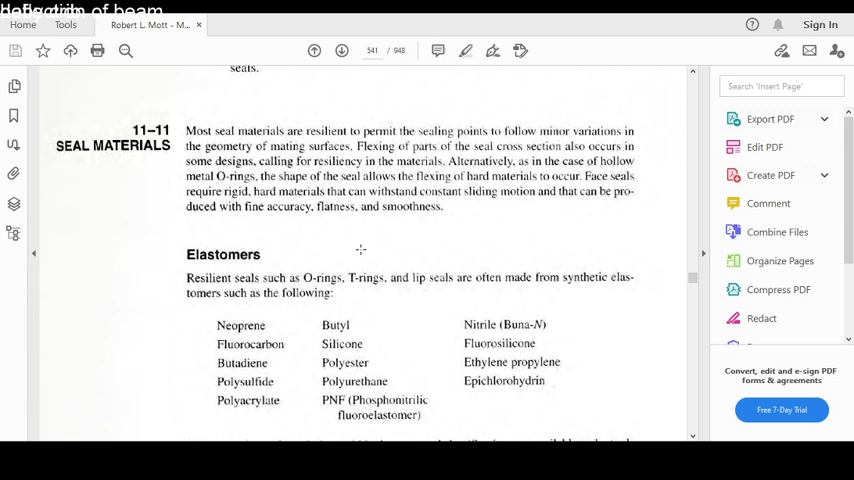 of beam
Home Tools Robert L. Mott - M... × Sign In
541 / 948
seals.
11–11
SEAL MATERIALS
Most seal materials are resilient to permit the sealing points to follow minor variations in
the geometry of mating surfaces. Flexing of parts of the seal cross section also occurs in
some designs, calling for resiliency in the materials. Alternatively, as in the case of hollow
metal O-rings, the shape of the seal allows the flexing of hard materials to occur. Face seals
require rigid, hard materials that can withstand constant sliding motion and that can be pro-
duced with fine accuracy, flatness, and smoothness.
Elastomers
Resilient seals such as O-rings, T-rings, and lip seals are often made from synthetic elas-
tomers such as the following:
Neoprene Butyl Nitrile (Buna-N)
Fluorocarbon Silicone Fluorosilicone
Butadiene Polyester Ethylene propylene
Polysulfide Polyurethane Epichlorohydrin
Polyacrylate PNF (Phosphonitrilic
fluoroelastomer)
Search 'Insert Page'
Export PDF
Edit PDF
Create PDF
Comment
Combine Files
Organize Pages
Compress PDF
Redact
Convert, edit and e-sign PDF
forms & agreements
Free 7-Day Trial